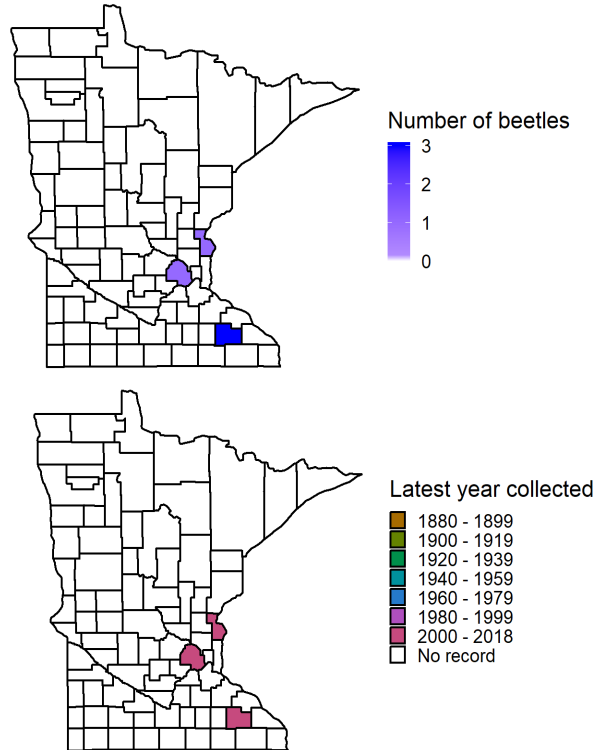 Number of beetles
3
2
1
0
Latest year collected
1880 - 1899
1900 - 1919
1920 - 1939
1940 - 1959
1960 - 1979
1980 - 1999
2000 - 2018
No record